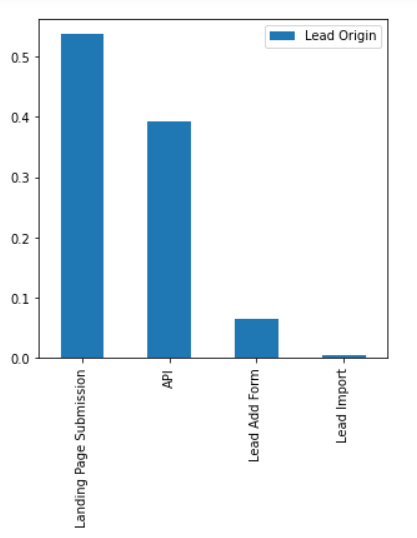 Lead Origin
0.5
0.4
0.3
0.2
0.1
0.0
Landing Page Submission
API
Lead Add Form
Lead Import